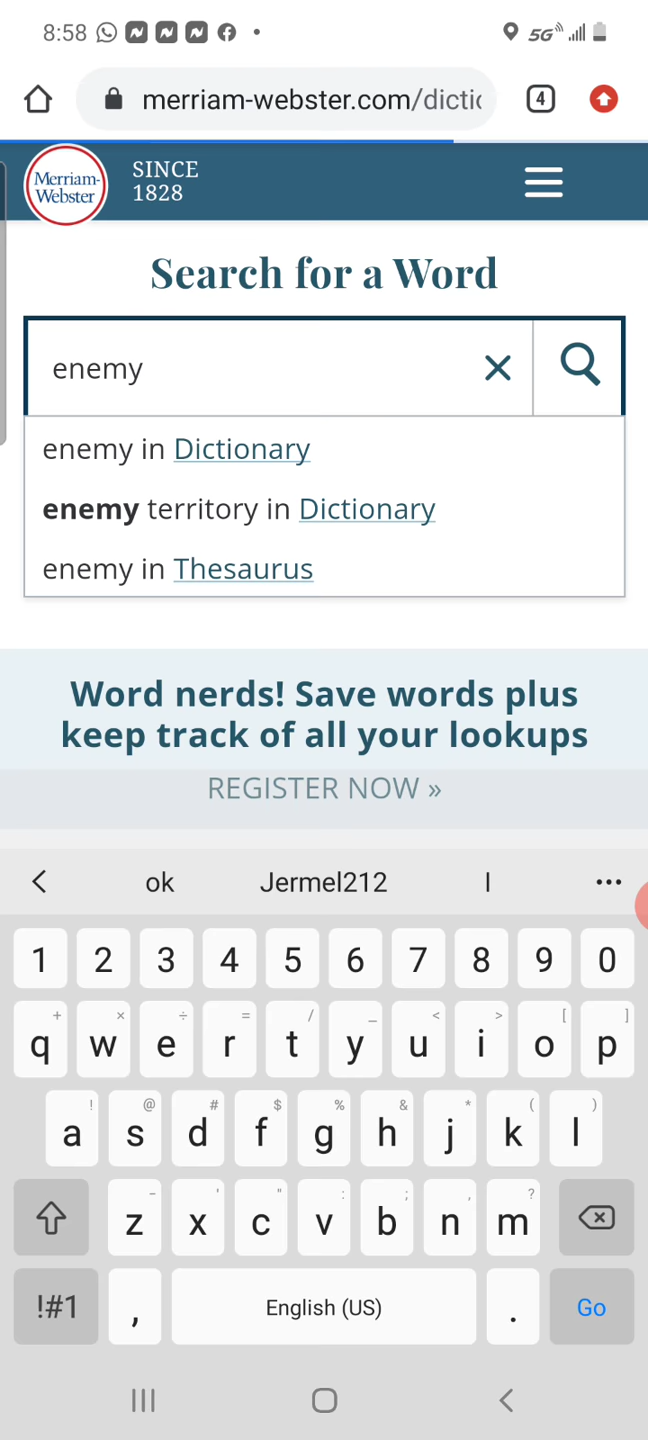 8:58 5G
merriam-webster.com/dictic 4
Merriam-
Webster
SINCE
1828
Search for a Word
enemy
enemy in Dictionary
enemy territory in Dictionary
enemy in Thesaurus
Word nerds! Save words plus
keep track of all your lookups
REGISTER NOW »
ok Jermel212 I
1 2 3 4 5 6 7 8 9 0
+ × ÷ = / _ < > [ ]
q w e r t y u i o p
! @ # $ % & * ( )
a s d f g h j k l
- ' " : ; , ?
z x c v b n m
!#1 , English (US) . Go